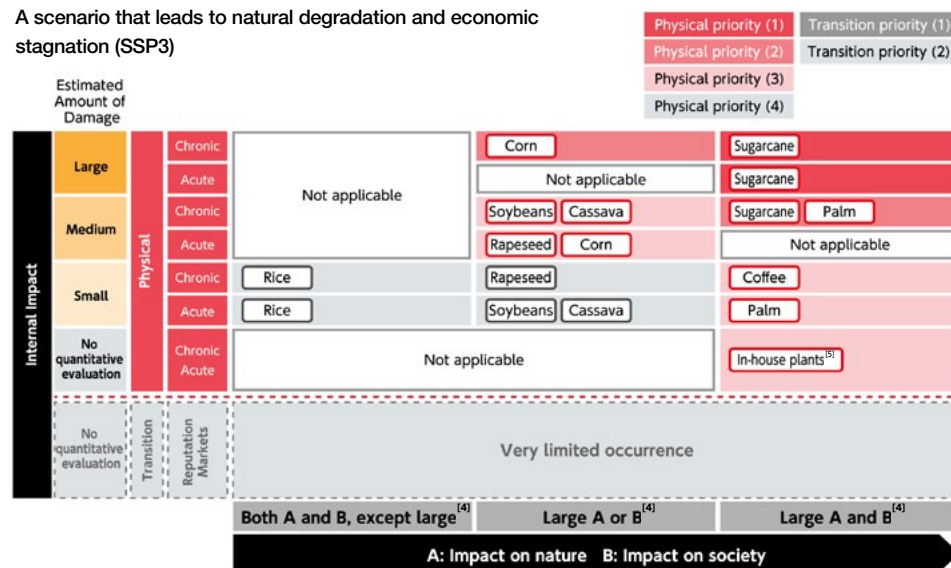 A scenario that leads to natural degradation and economic
stagnation (SSP3)
Physical priority (1)
Transition priority (1)
Physical priority (2)
Transition priority (2)
Physical priority (3)
Physical priority (4)
Estimated
Amount of
Damage
Internal Impact
Large
Physical
Chronic
Not applicable
Corn
Sugarcane
Acute
Not applicable
Sugarcane
Medium
Chronic
Soybeans
Cassava
Sugarcane
Palm
Acute
Rapeseed
Corn
Not applicable
Small
Chronic
Rice
Rapeseed
Coffee
Acute
Rice
Soybeans
Cassava
Palm
No
quantitative
evaluation
Chronic
Acute
Not applicable
In-house plants[5]
No
quantitative
evaluation
Transition
Reputation
Markets
Very limited occurrence
Both A and B, except large[4]
Large A or B[4]
Large A and B[4]
A: Impact on nature B: Impact on society